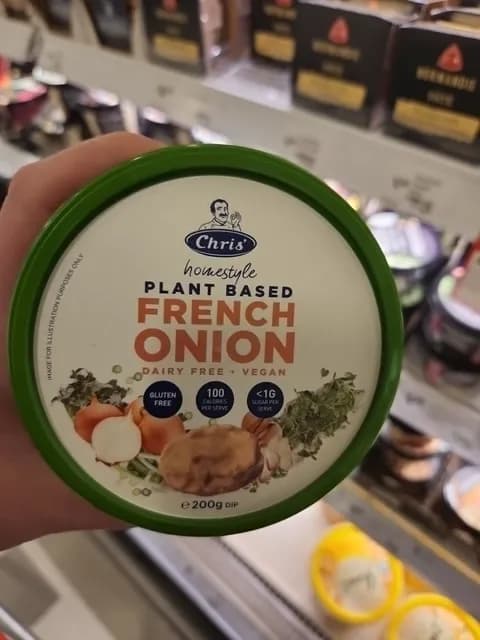 Chris'
homestyle
PLANT BASED
FRENCH
ONION
DAIRY FREE • VEGAN
GLUTEN
FREE
100
CALORIES
PER SERVE
<1G
SUGAR PER
SERVE
℮ 200g DIP
IMAGE FOR ILLUSTRATION PURPOSES ONLY
NORMANDIE